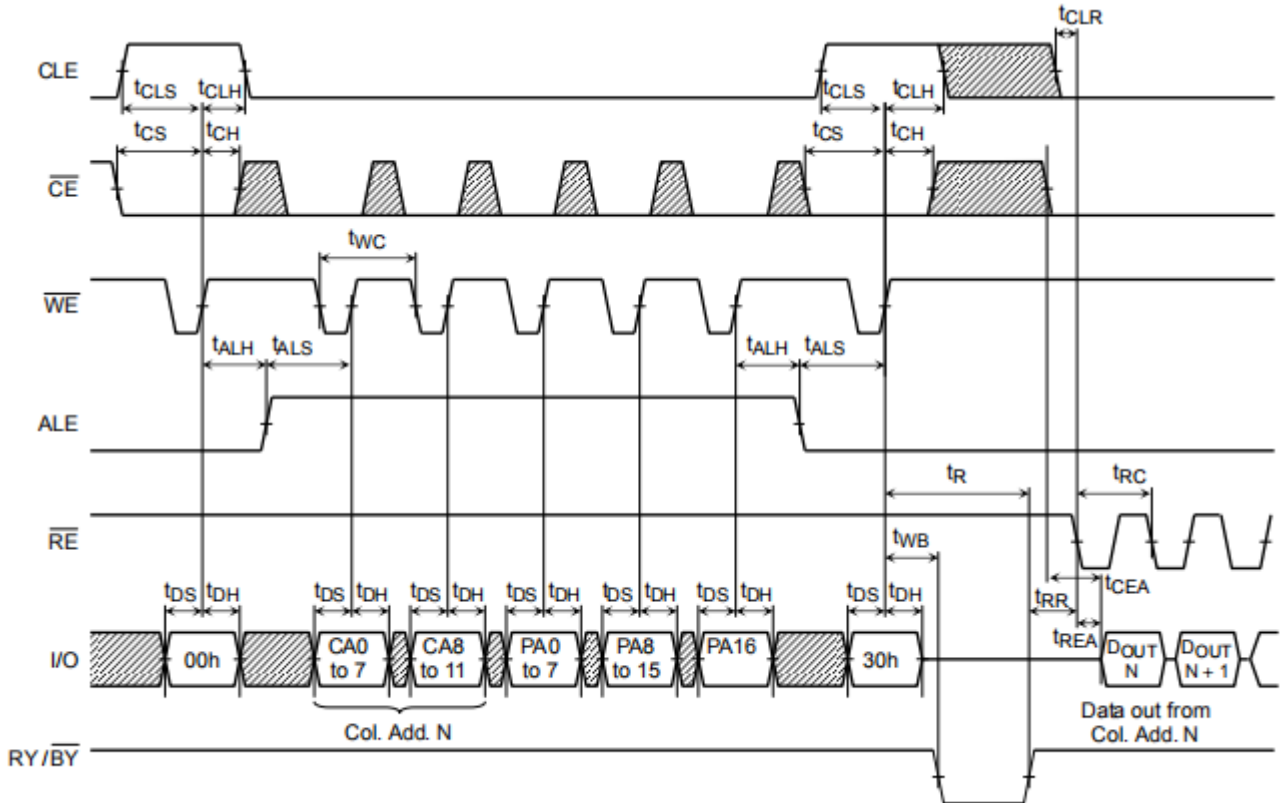 tCLR
CLE
tCLS tCLH tCLS tCLH
tCS tCH tCS tCH
CE
tWC
WE
tALH tALS tALH tALS
ALE
tR tRC
RE
tWB
tCEA
tDS tDH tDS tDH tDS tDH tDS tDH tDS tDH tDS tDH tDS tDH tRR
tREA
I/O 00h CA0 to 7 CA8 to 11 PA0 to 7 PA8 to 15 PA16 30h DOUT N DOUT N + 1
Col. Add. N
Data out from
Col. Add. N
RY/BY